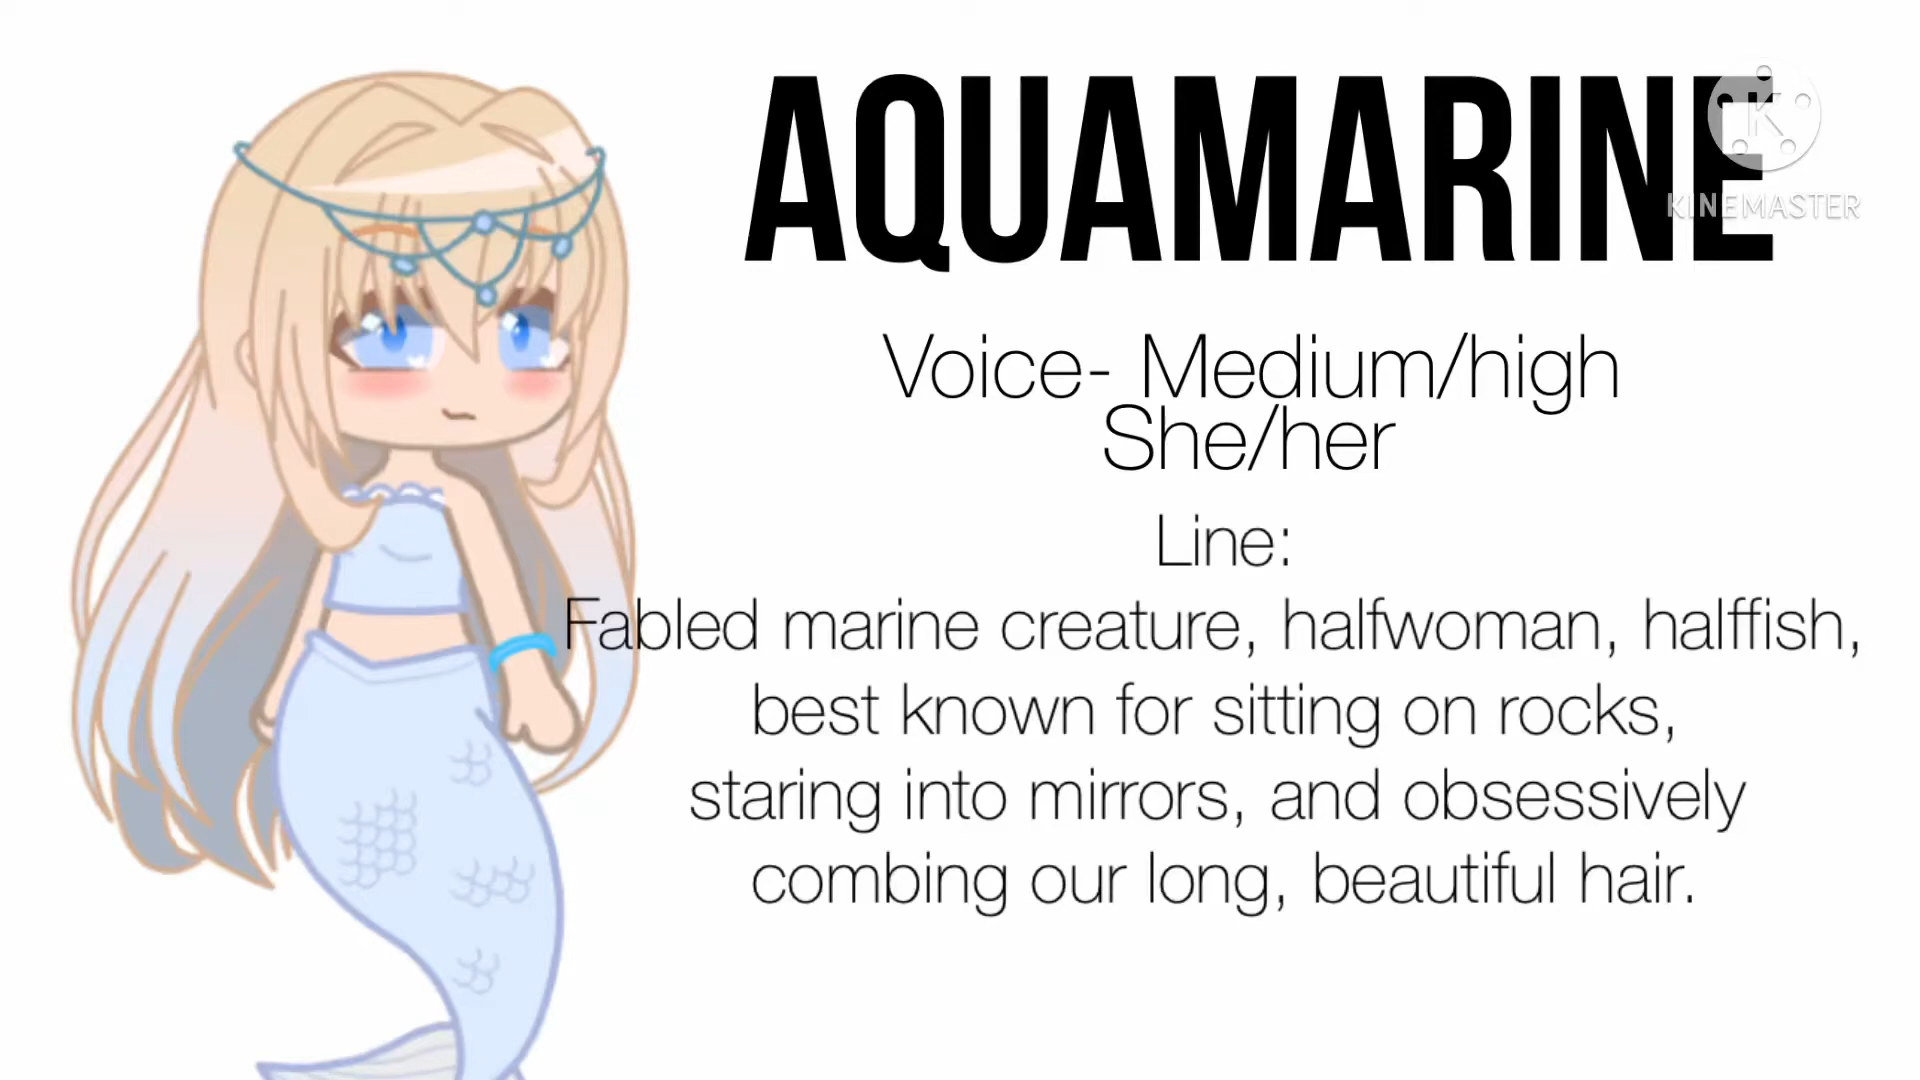 AQUAMARINE
K
KINEMASTER
Voice- Medium/high
She/her
Line:
Fabled marine creature, halfwoman, halffish,
best known for sitting on rocks,
staring into mirrors, and obsessively
combing our long, beautiful hair.